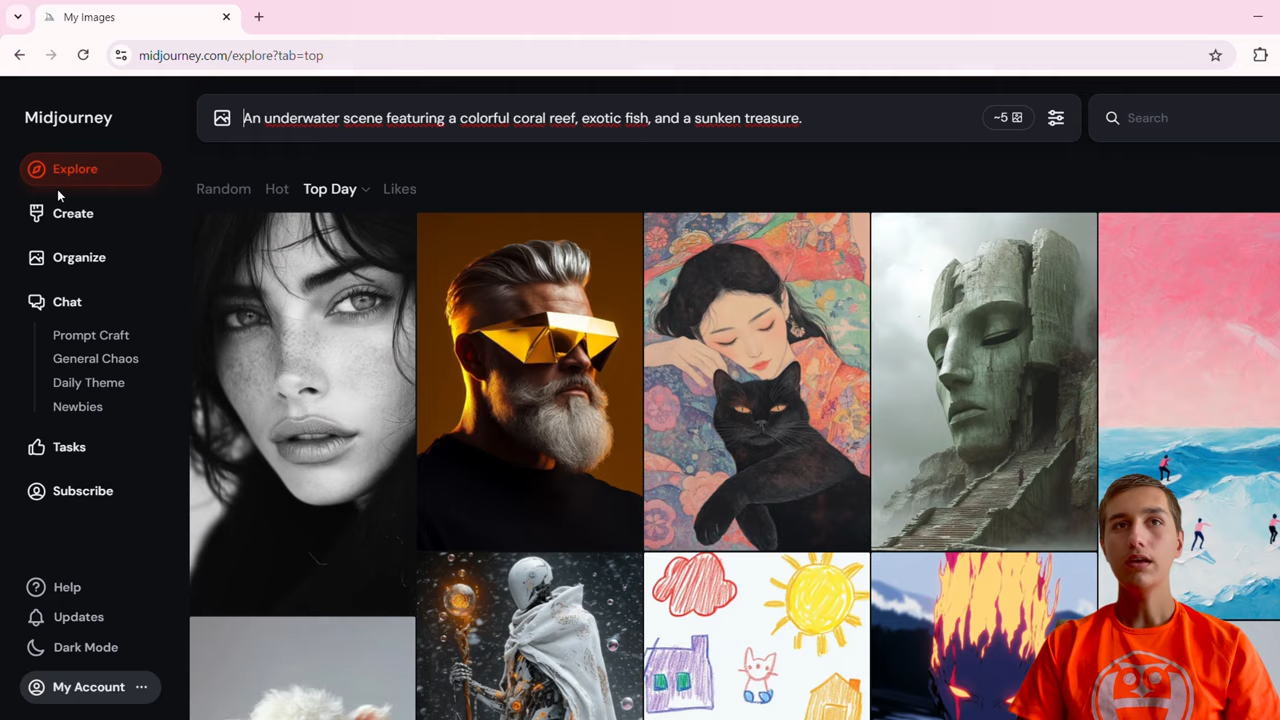 My Images
midjourney.com/explore?tab=top
Midjourney
An underwater scene featuring a colorful coral reef, exotic fish, and a sunken treasure.
~5
Search
Explore
Create
Organize
Chat
Prompt Craft
General Chaos
Daily Theme
Newbies
Tasks
Subscribe
Help
Updates
Dark Mode
My Account
Random Hot Top Day Likes